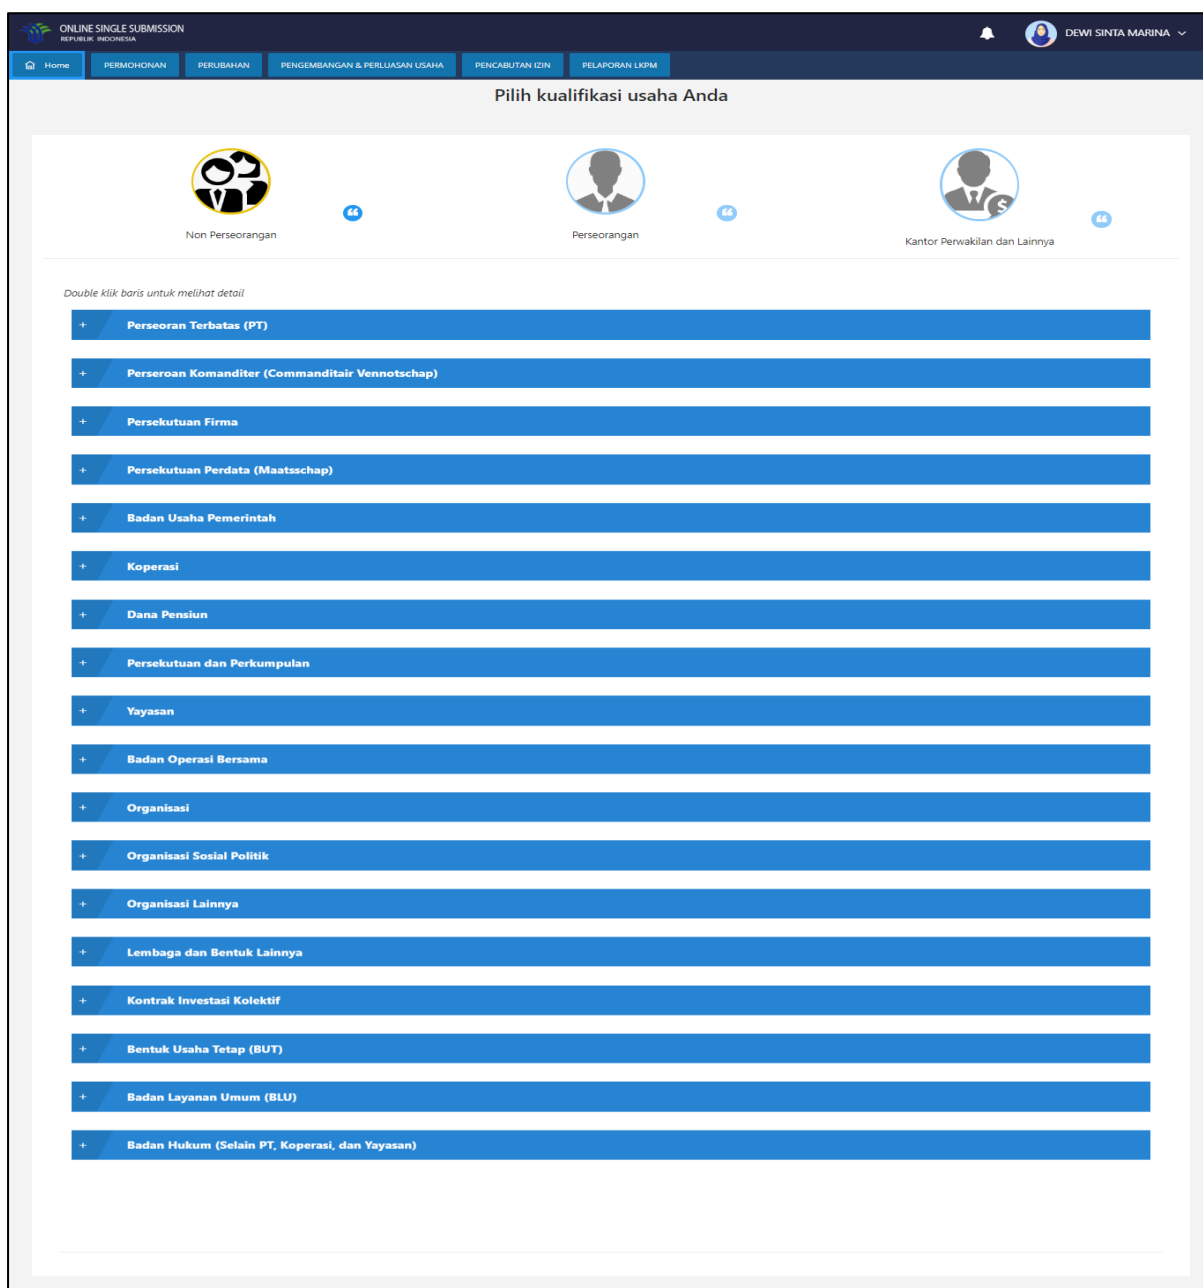 ONLINE SINGLE SUBMISSION
REPUBLIK INDONESIA
DEWI SINTA MARINA
Home
PERMOHONAN
PERUBAHAN
PENGEMBANGAN & PERLUASAN USAHA
PENCABUTAN IZIN
PELAPORAN LKPM
Pilih kualifikasi usaha Anda
Non Perseorangan
Perseorangan
Kantor Perwakilan dan Lainnya
Double klik baris untuk melihat detail
+ Perseoran Terbatas (PT)
+ Perseroan Komanditer (Commanditair Vennotschap)
+ Persekutuan Firma
+ Persekutuan Perdata (Maatsschap)
+ Badan Usaha Pemerintah
+ Koperasi
+ Dana Pensiun
+ Persekutuan dan Perkumpulan
+ Yayasan
+ Badan Operasi Bersama
+ Organisasi
+ Organisasi Sosial Politik
+ Organisasi Lainnya
+ Lembaga dan Bentuk Lainnya
+ Kontrak Investasi Kolektif
+ Bentuk Usaha Tetap (BUT)
+ Badan Layanan Umum (BLU)
+ Badan Hukum (Selain PT, Koperasi, dan Yayasan)